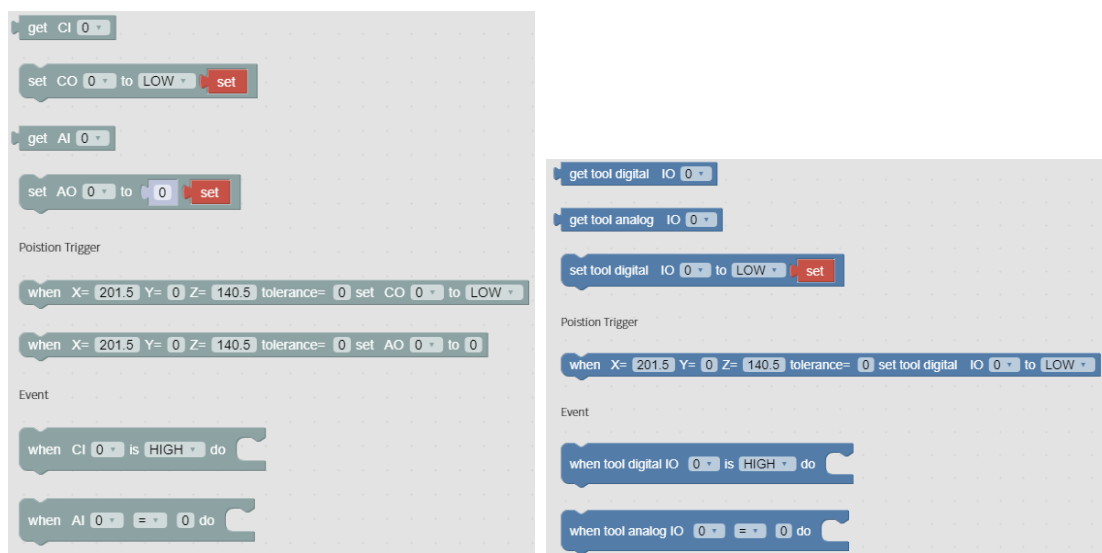 get CI 0
set CO 0 to LOW set
get AI 0
set AO 0 to 0 set
Poistion Trigger
when X= 201.5 Y= 0 Z= 140.5 tolerance= 0 set CO 0 to LOW
when X= 201.5 Y= 0 Z= 140.5 tolerance= 0 set AO 0 to 0
Event
when CI 0 is HIGH do
when AI 0 = 0 do
get tool digital IO 0
get tool analog IO 0
set tool digital IO 0 to LOW set
Poistion Trigger
when X= 201.5 Y= 0 Z= 140.5 tolerance= 0 set tool digital IO 0 to LOW
Event
when tool digital IO 0 is HIGH do
when tool analog IO 0 = 0 do